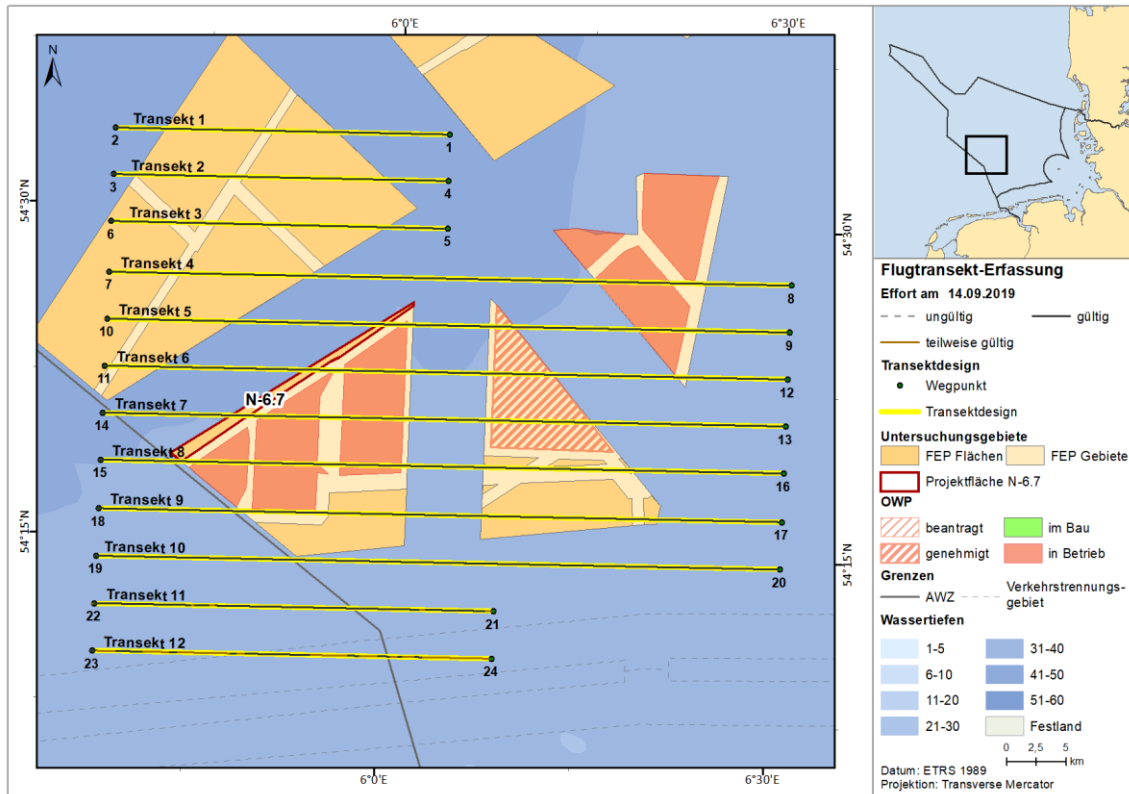 6°0'E
6°30'E
N
Transekt 1
2
1
Transekt 2
3
4
54°30'N
Transekt 3
6
5
54°30'N
Transekt 4
7
8
Transekt 5
10
9
Transekt 6
11
12
N-6.7
Transekt 7
14
13
Transekt 8
15
16
Transekt 9
18
17
54°15'N
Transekt 10
19
20
54°15'N
Transekt 11
22
21
Transekt 12
23
24
6°0'E
6°30'E
Flugtransekt-Erfassung
Effort am 14.09.2019
ungültig
gültig
teilweise gültig
Transektdesign
Wegpunkt
Transektdesign
Untersuchungsgebiete
FEP Flächen
FEP Gebiete
Projektfläche N-6.7
OWP
beantragt
im Bau
genehmigt
in Betrieb
Grenzen
AWZ
Verkehrstrennungs-
gebiet
Wassertiefen
1-5
31-40
6-10
41-50
11-20
51-60
21-30
Festland
0 2,5 5
km
Datum: ETRS 1989
Projektion: Transverse Mercator